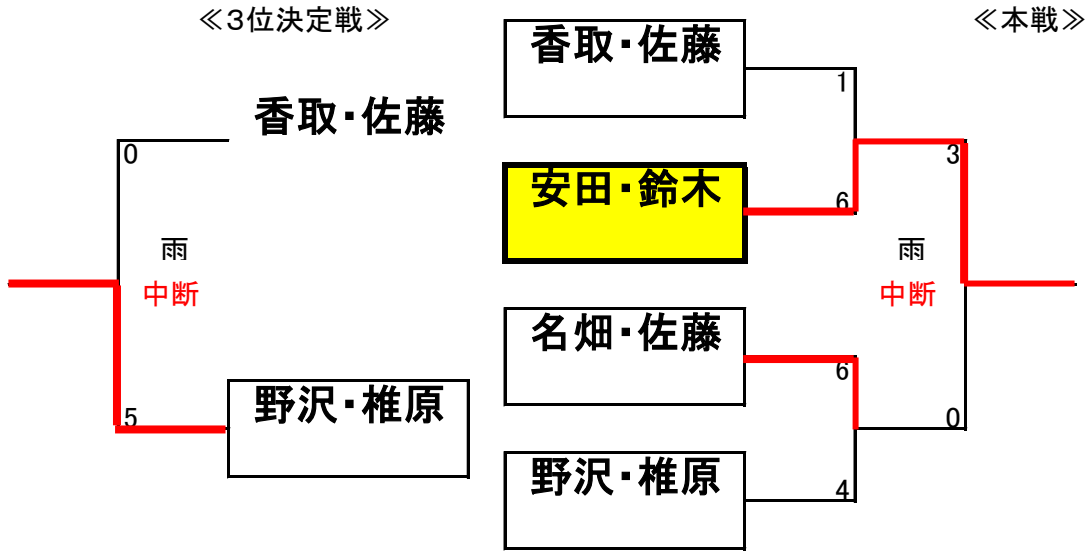 ≪3位決定戦≫
≪本戦≫
香取・佐藤
0
雨
中断
5
野沢・椎原
香取・佐藤
1
安田・鈴木
6
3
雨
中断
名畑・佐藤
6
0
野沢・椎原
4